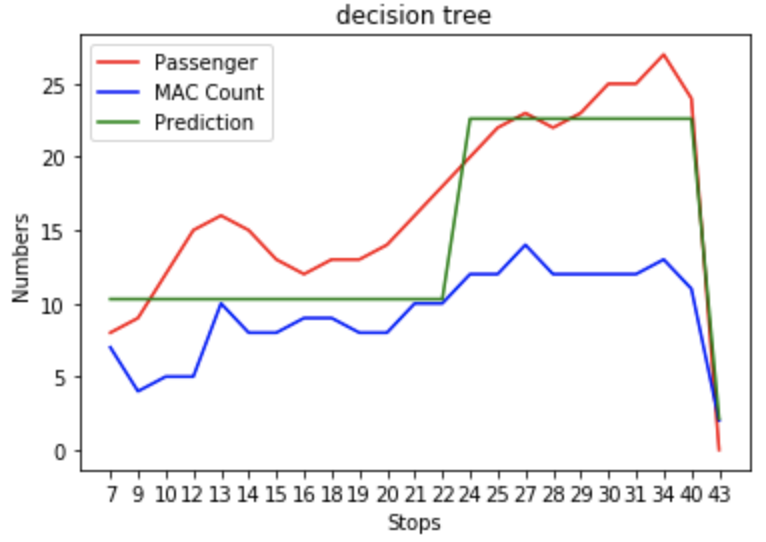 decision tree
Passenger
MAC Count
Prediction
25
20
15
10
5
0
Numbers
7 9 10 12 13 14 15 16 18 19 20 21 22 24 25 27 28 29 30 31 34 40 43
Stops